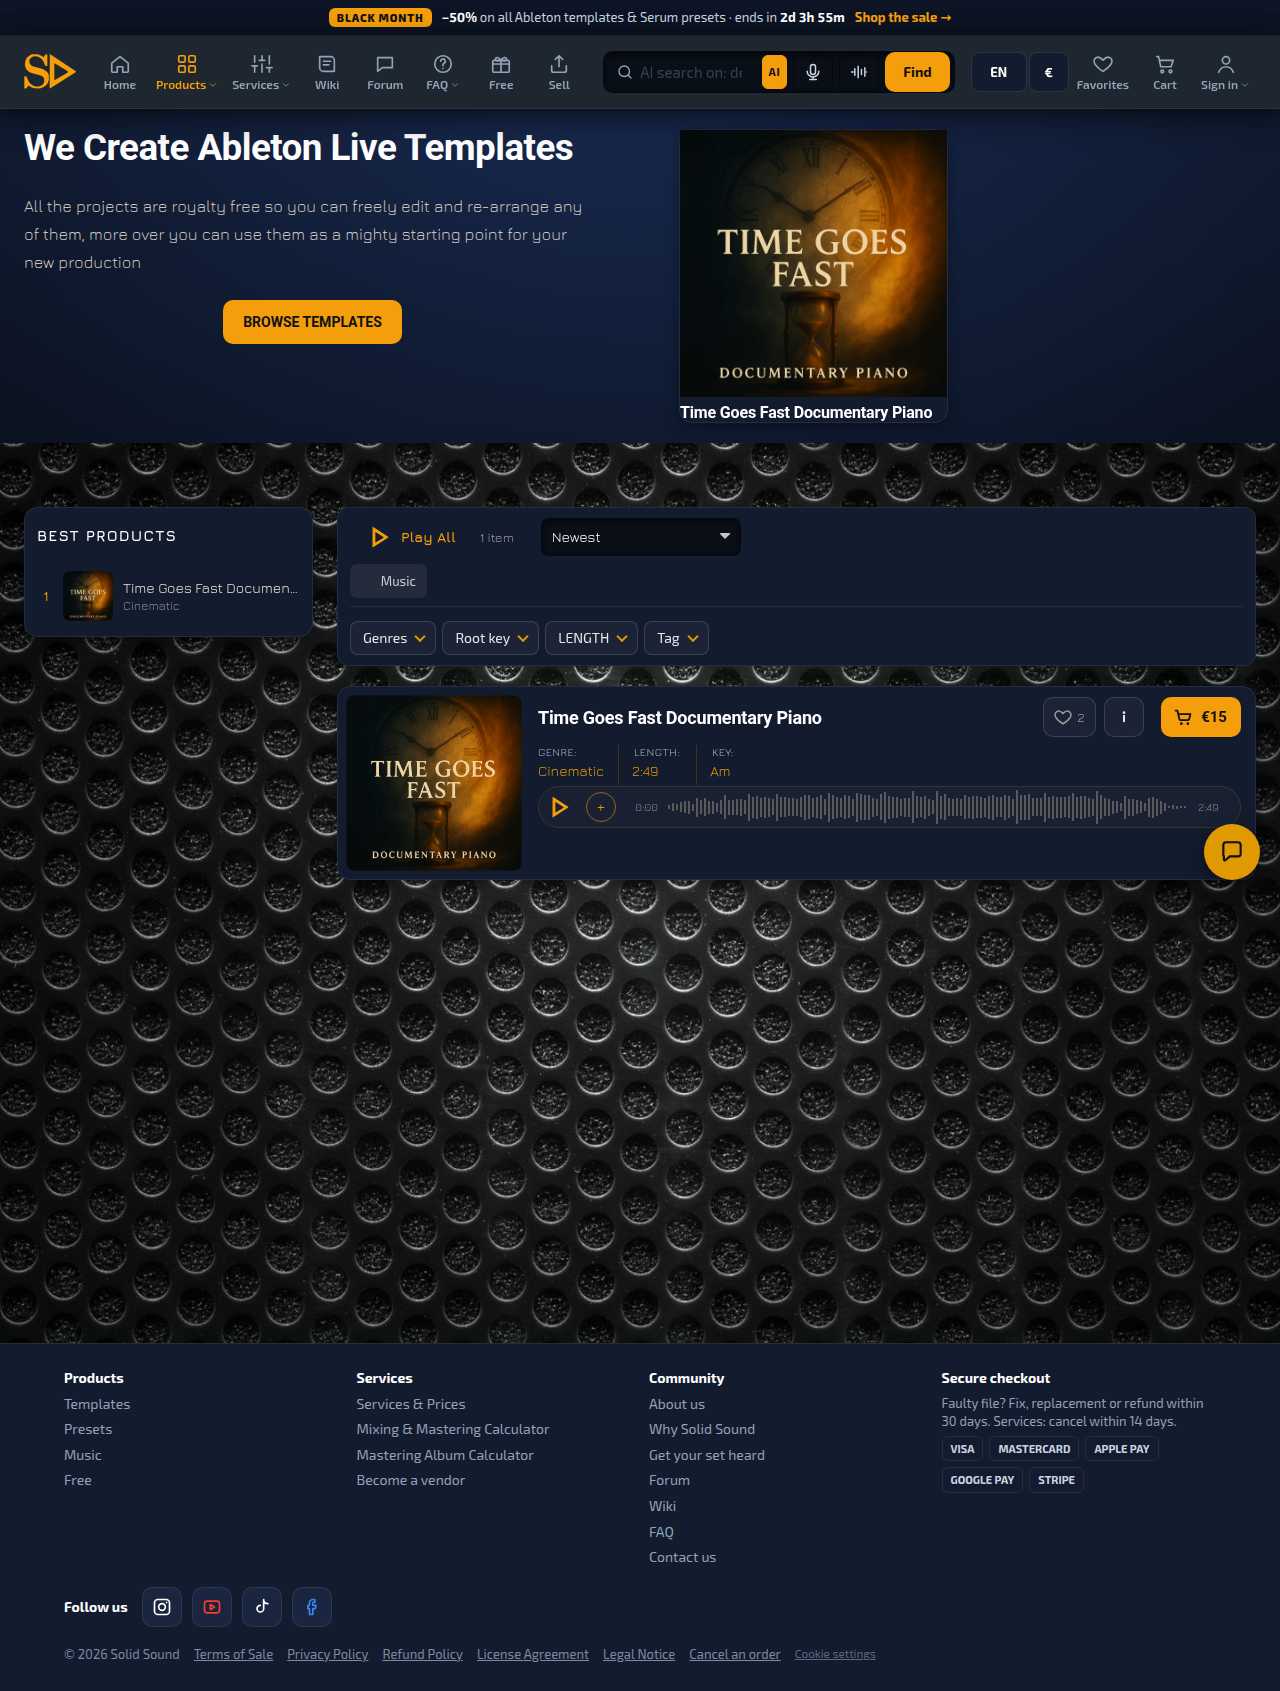 BLACK MONTH −50% on all Ableton templates & Serum presets · ends in 2d 3h 55m Shop the sale →
SD
Home
Products
Services
Wiki
Forum
FAQ
Free
Sell
AI search on: dr
AI
Find
EN
€
Favorites
Cart
Sign in
We Create Ableton Live Templates
All the projects are royalty free so you can freely edit and re-arrange any
of them, more over you can use them as a mighty starting point for your
new production
BROWSE TEMPLATES
TIME GOES
FAST
DOCUMENTARY PIANO
Time Goes Fast Documentary Piano
BEST PRODUCTS
1
TIME GOES
FAST
Time Goes Fast Documen...
Cinematic
Play All
1 item
Newest
Music
Genres
Root key
LENGTH
Tag
TIME GOES
FAST
DOCUMENTARY PIANO
Time Goes Fast Documentary Piano
2
i
€15
GENRE:
Cinematic
LENGTH:
2:49
KEY:
Am
+
0:00
2:49
Products
Templates
Presets
Music
Free
Services
Services & Prices
Mixing & Mastering Calculator
Mastering Album Calculator
Become a vendor
Community
About us
Why Solid Sound
Get your set heard
Forum
Wiki
FAQ
Contact us
Secure checkout
Faulty file? Fix, replacement or refund within
30 days. Services: cancel within 14 days.
VISA
MASTERCARD
APPLE PAY
GOOGLE PAY
STRIPE
Follow us
© 2026 Solid Sound Terms of Sale Privacy Policy Refund Policy License Agreement Legal Notice Cancel an order Cookie settings